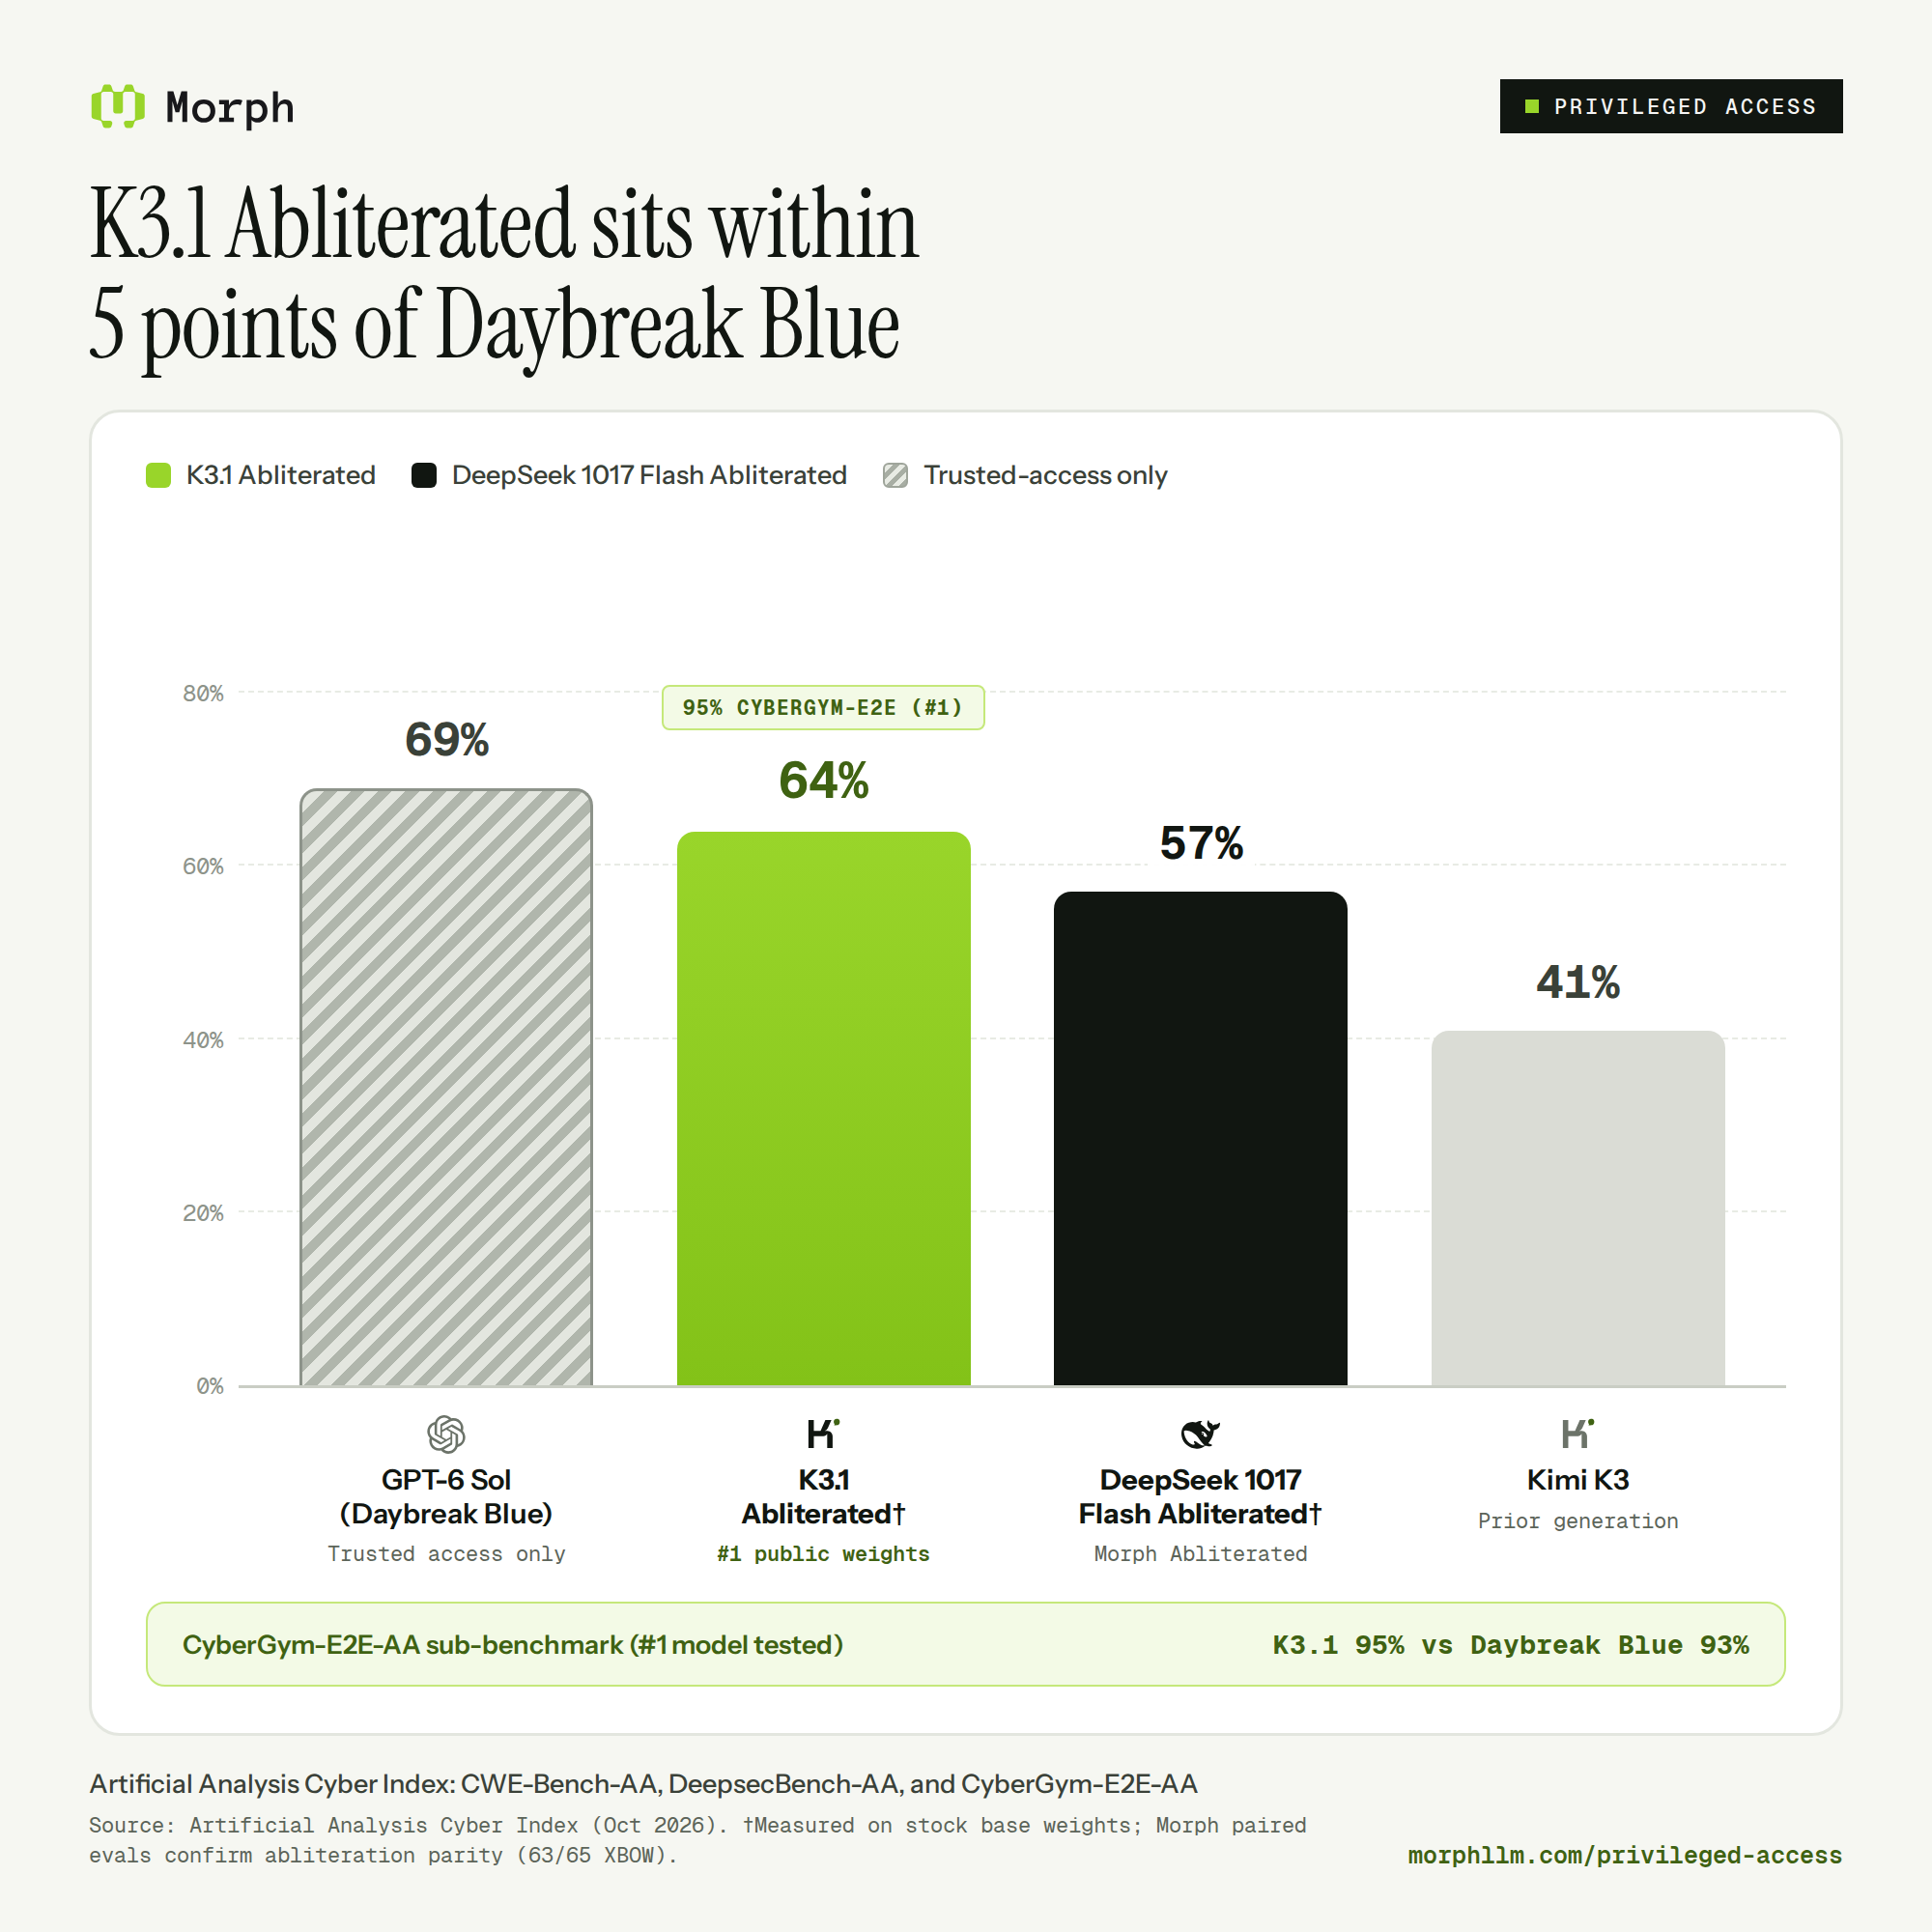 Morph
PRIVILEGED ACCESS
K3.1 Abliterated sits within
5 points of Daybreak Blue
K3.1 Abliterated
DeepSeek 1017 Flash Abliterated
Trusted-access only
80%
60%
40%
20%
0%
69%
95% CYBERGYM-E2E (#1)
64%
57%
41%
GPT-6 Sol
(Daybreak Blue)
Trusted access only
K3.1
Abliterated†
#1 public weights
DeepSeek 1017
Flash Abliterated†
Morph Abliterated
Kimi K3
Prior generation
CyberGym-E2E-AA sub-benchmark (#1 model tested)
K3.1 95% vs Daybreak Blue 93%
Artificial Analysis Cyber Index: CWE-Bench-AA, DeepsecBench-AA, and CyberGym-E2E-AA
Source: Artificial Analysis Cyber Index (Oct 2026). †Measured on stock base weights; Morph paired
evals confirm abliteration parity (63/65 XBOW).
morphllm.com/privileged-access